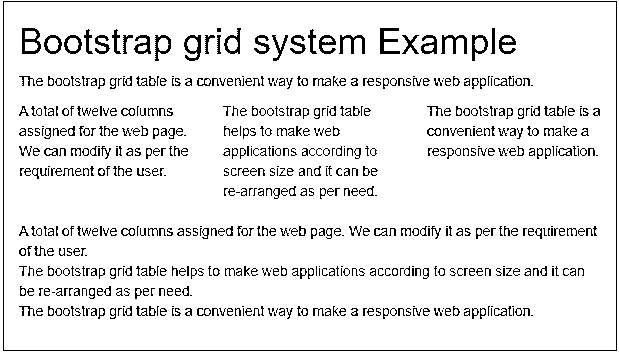 Bootstrap grid system Example
The bootstrap grid table is a convenient way to make a responsive web application.
A total of twelve columns
assigned for the web page.
We can modify it as per the
requirement of the user.
The bootstrap grid table
helps to make web
applications according to
screen size and it can be
re-arranged as per need.
The bootstrap grid table is a
convenient way to make a
responsive web application.
A total of twelve columns assigned for the web page. We can modify it as per the requirement
of the user.
The bootstrap grid table helps to make web applications according to screen size and it can
be re-arranged as per need.
The bootstrap grid table is a convenient way to make a responsive web application.